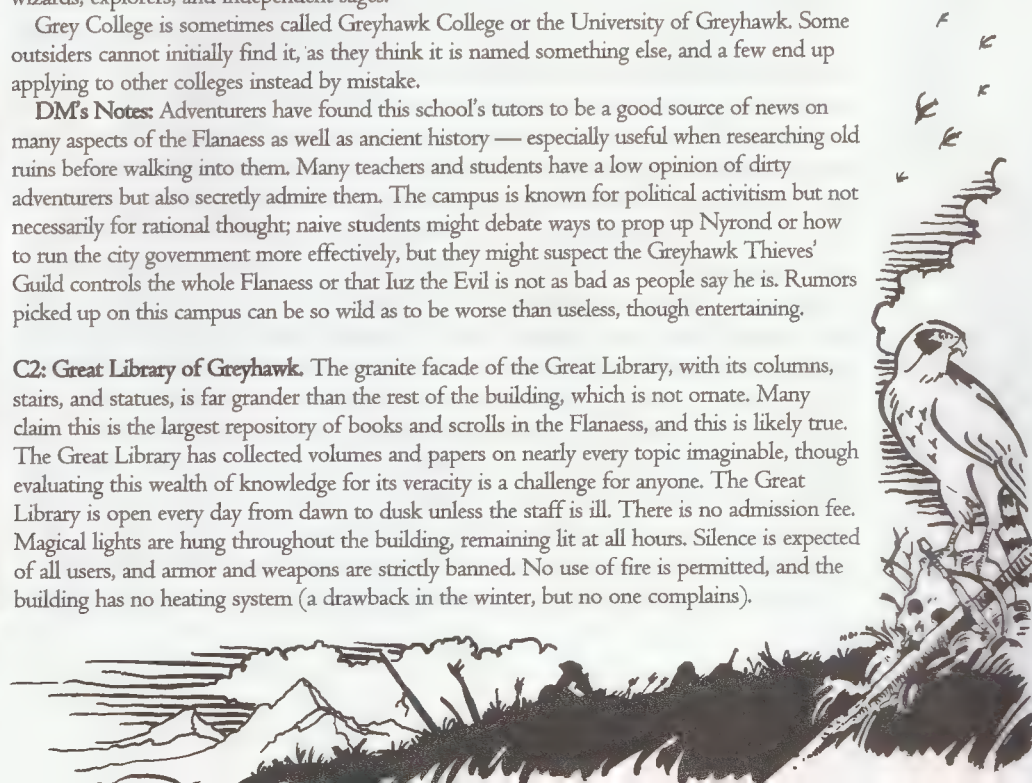 wizards, explorers, and independent sages.
Grey College is sometimes called Greyhawk College or the University of Greyhawk. Some
outsiders cannot initially find it, as they think it is named something else, and a few end up
applying to other colleges instead by mistake.
DM's Notes: Adventurers have found this school's tutors to be a good source of news on
many aspects of the Flanaess as well as ancient history — especially useful when researching old
ruins before walking into them. Many teachers and students have a low opinion of dirty
adventurers but also secretly admire them. The campus is known for political activitism but not
necessarily for rational thought; naive students might debate ways to prop up Nyrond or how
to run the city government more effectively, but they might suspect the Greyhawk Thieves'
Guild controls the whole Flanaess or that Iuz the Evil is not as bad as people say he is. Rumors
picked up on this campus can be so wild as to be worse than useless, though entertaining.
C2: Great Library of Greyhawk. The granite facade of the Great Library, with its columns,
stairs, and statues, is far grander than the rest of the building, which is not ornate. Many
claim this is the largest repository of books and scrolls in the Flanaess, and this is likely true.
The Great Library has collected volumes and papers on nearly every topic imaginable, though
evaluating this wealth of knowledge for its veracity is a challenge for anyone. The Great
Library is open every day from dawn to dusk unless the staff is ill. There is no admission fee.
Magical lights are hung throughout the building, remaining lit at all hours. Silence is expected
of all users, and armor and weapons are strictly banned. No use of fire is permitted, and the
building has no heating system (a drawback in the winter, but no one complains).